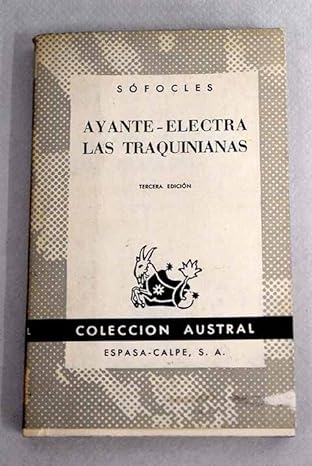 SÓFOCLES
AYANTE-ELECTRA
LAS TRAQUINIANAS
TERCERA EDICIÓN
L
COLECCION AUSTRAL
ESPASA-CALPE, S. A.